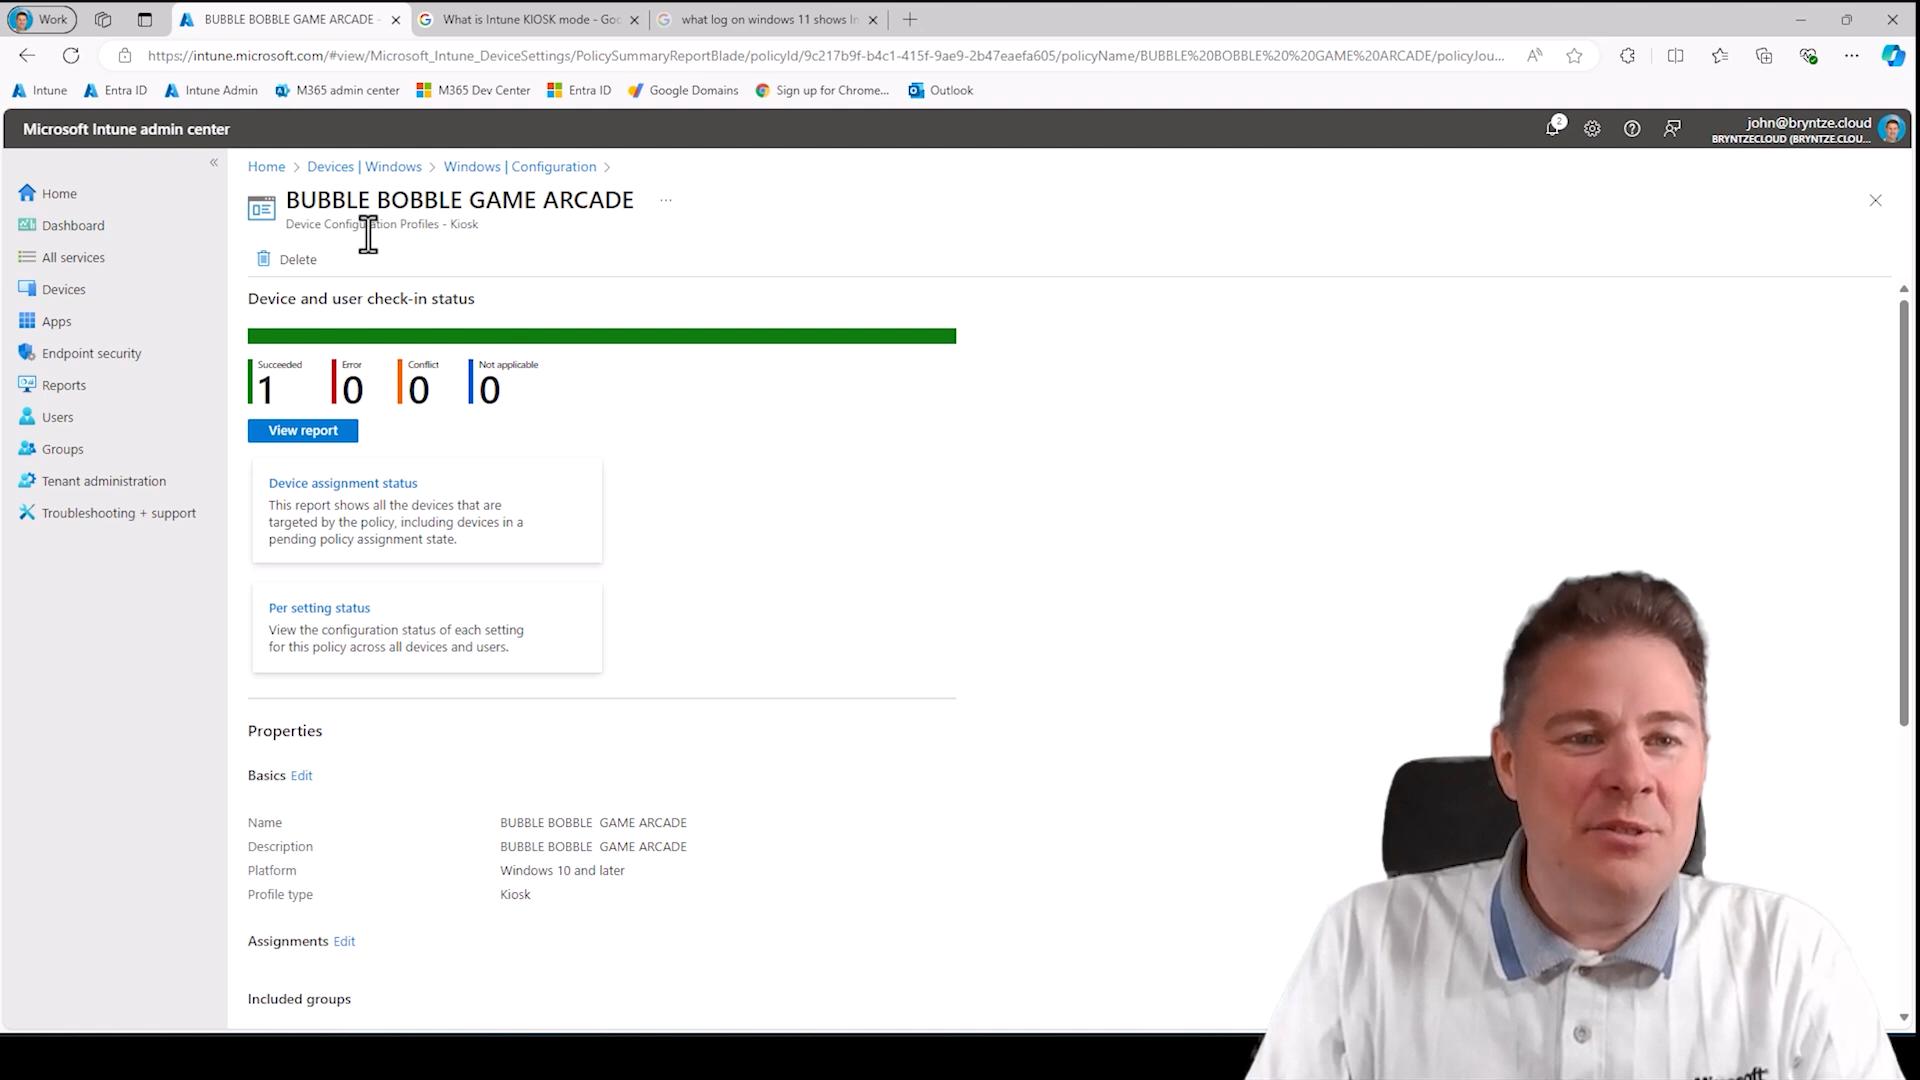 Work
BUBBLE BOBBLE GAME ARCADE -
What is Intune KIOSK mode - Goo
what log on windows 11 shows In
https://intune.microsoft.com/#view/Microsoft_Intune_DeviceSettings/PolicySummaryReportBlade/policyId/9c217b9f-b4c1-415f-9ae9-2b47eaefa605/policyName/BUBBLE%20BOBBLE%20%20GAME%20ARCADE/policyJou...
Intune
Entra ID
Intune Admin
M365 admin center
M365 Dev Center
Entra ID
Google Domains
Sign up for Chrome...
Outlook
Microsoft Intune admin center
2
john@bryntze.cloud
BRYNTZECLOUD (BRYNTZE.CLOU...
Home > Devices | Windows > Windows | Configuration >
Home
Dashboard
All services
Devices
Apps
Endpoint security
Reports
Users
Groups
Tenant administration
Troubleshooting + support
BUBBLE BOBBLE GAME ARCADE ...
Device Configuration Profiles - Kiosk
Delete
Device and user check-in status
Succeeded
1
Error
0
Conflict
0
Not applicable
0
View report
Device assignment status
This report shows all the devices that are
targeted by the policy, including devices in a
pending policy assignment state.
Per setting status
View the configuration status of each setting
for this policy across all devices and users.
Properties
Basics Edit
Name BUBBLE BOBBLE  GAME ARCADE
Description BUBBLE BOBBLE  GAME ARCADE
Platform Windows 10 and later
Profile type Kiosk
Assignments Edit
Included groups
Microsoft